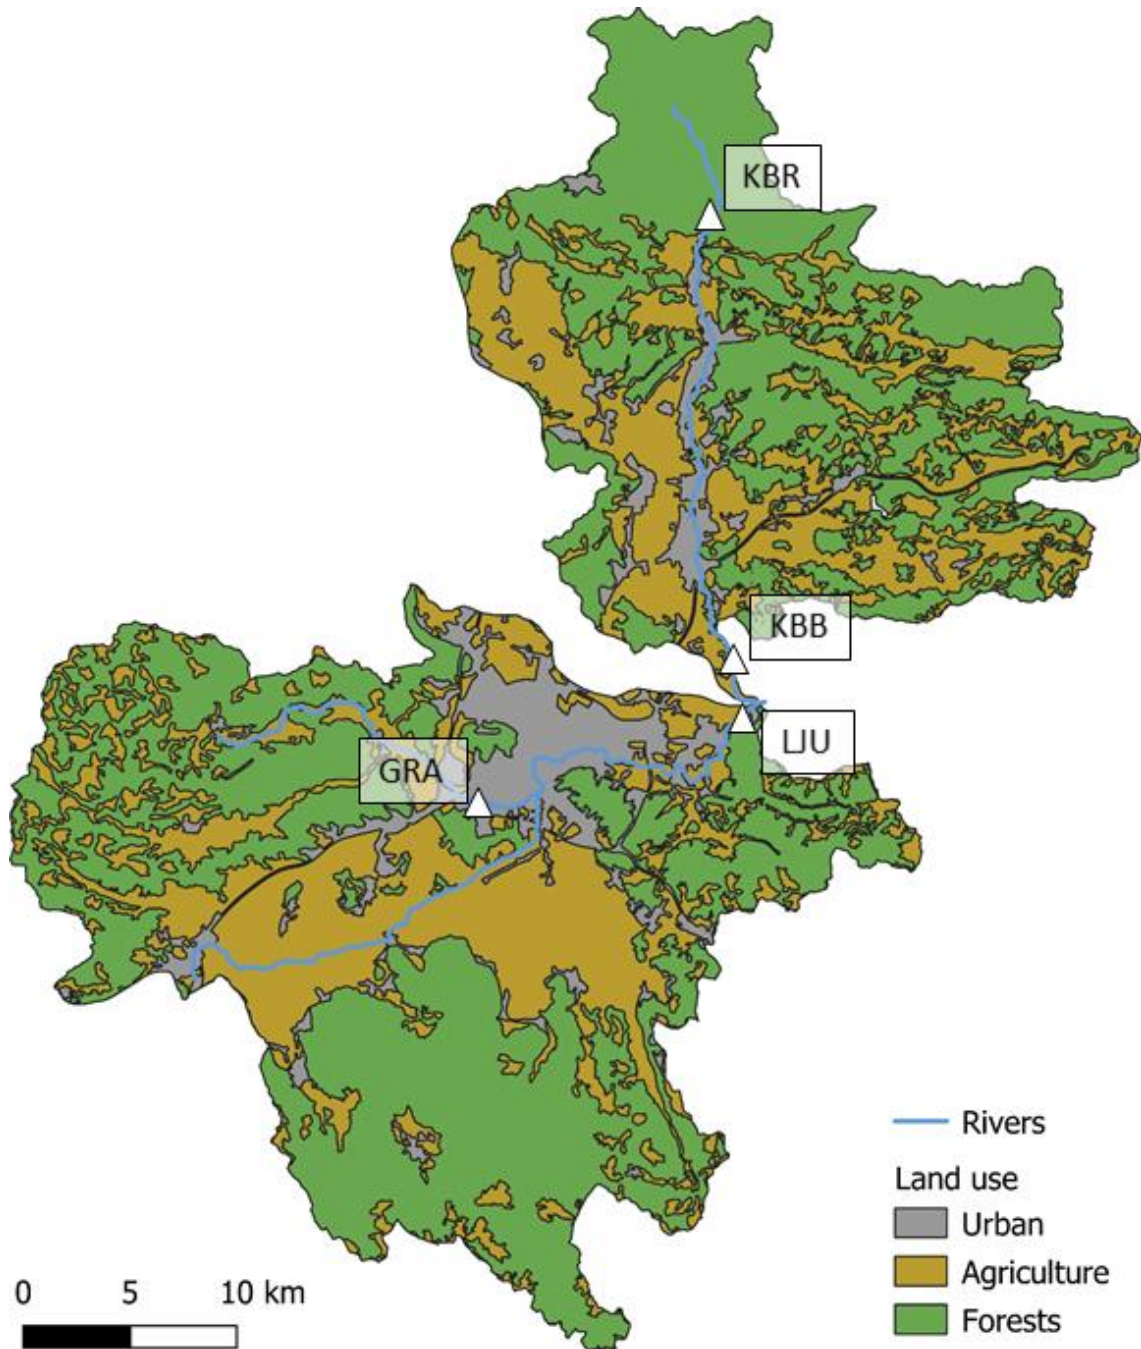 KBR
KBB
LJU
GRA
Rivers
Land use
Urban
Agriculture
Forests
0 5 10 km